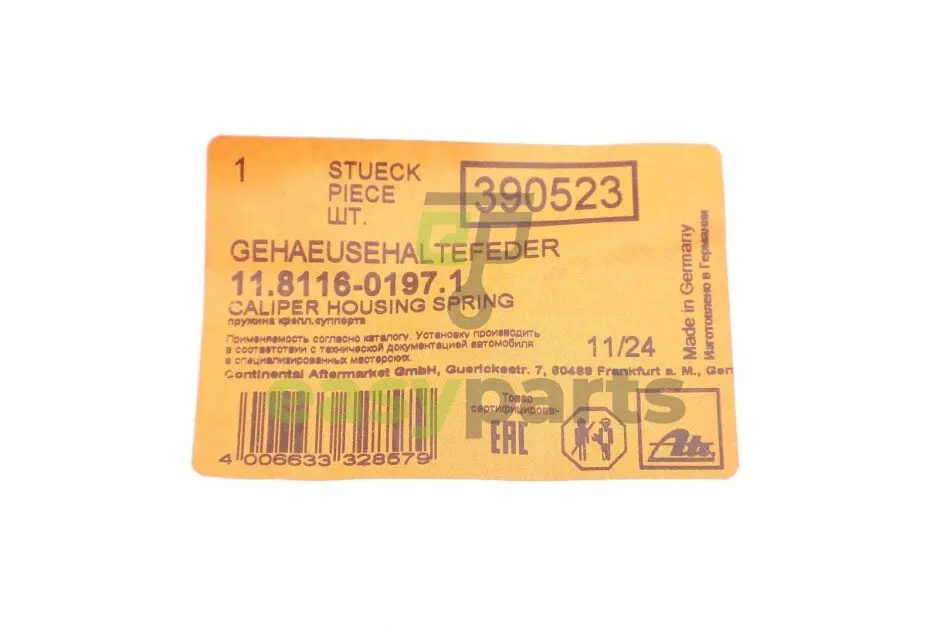 1
STUECK
PIECE
ШТ.
390523
GEHAEUSEHALTEFEDER
11.8116-0197.1
CALIPER HOUSING SPRING
пружина крепл.суппорта
Применяемость согласно каталогу. Установку производить
в соответствии с технической документацией автомобиля
в специализированных мастерских.
11/24
Continental Aftermarket GmbH, Guerickestr. 7, 60488 Frankfurt a. M., Ger
Made in Germany
Изготовлено в Германии
easyparts
Товар
сертифицирован
EAC
Ate
4 006633 328579